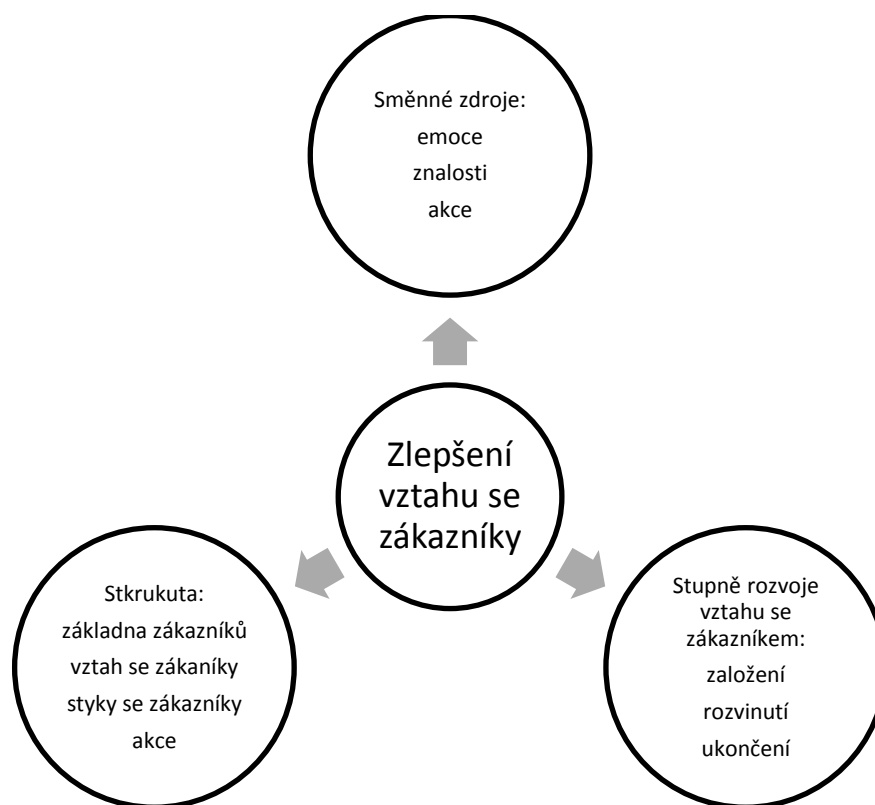 Směnné zdroje:
emoce
znalosti
akce
Zlepšení
vztahu se
zákazníky
Stkrukuta:
základna zákazníků
vztah se zákaníky
styky se zákazníky
akce
Stupně rozvoje
vztahu se
zákazníkem:
založení
rozvinutí
ukončení